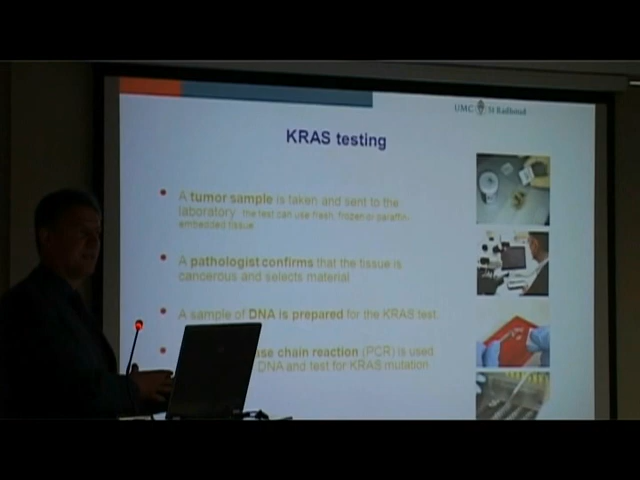 UMC St Radboud
KRAS testing
A tumor sample is taken and sent to the
laboratory the test can use fresh, frozen or paraffin-
embedded tissue
A pathologist confirms that the tissue is
cancerous and selects material
A sample of DNA is prepared for the KRAS test.
ase chain reaction (PCR) is used
DNA and test for KRAS mutation